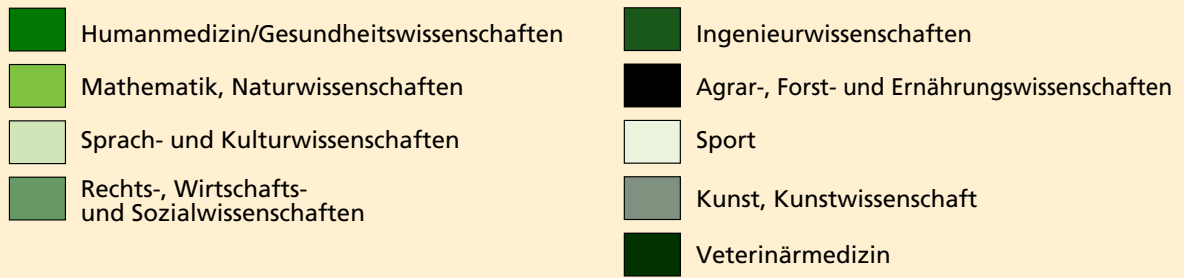 Humanmedizin/Gesundheitswissenschaften
Mathematik, Naturwissenschaften
Sprach- und Kulturwissenschaften
Rechts-, Wirtschafts-
und Sozialwissenschaften
Ingenieurwissenschaften
Agrar-, Forst- und Ernährungswissenschaften
Sport
Kunst, Kunstwissenschaft
Veterinärmedizin